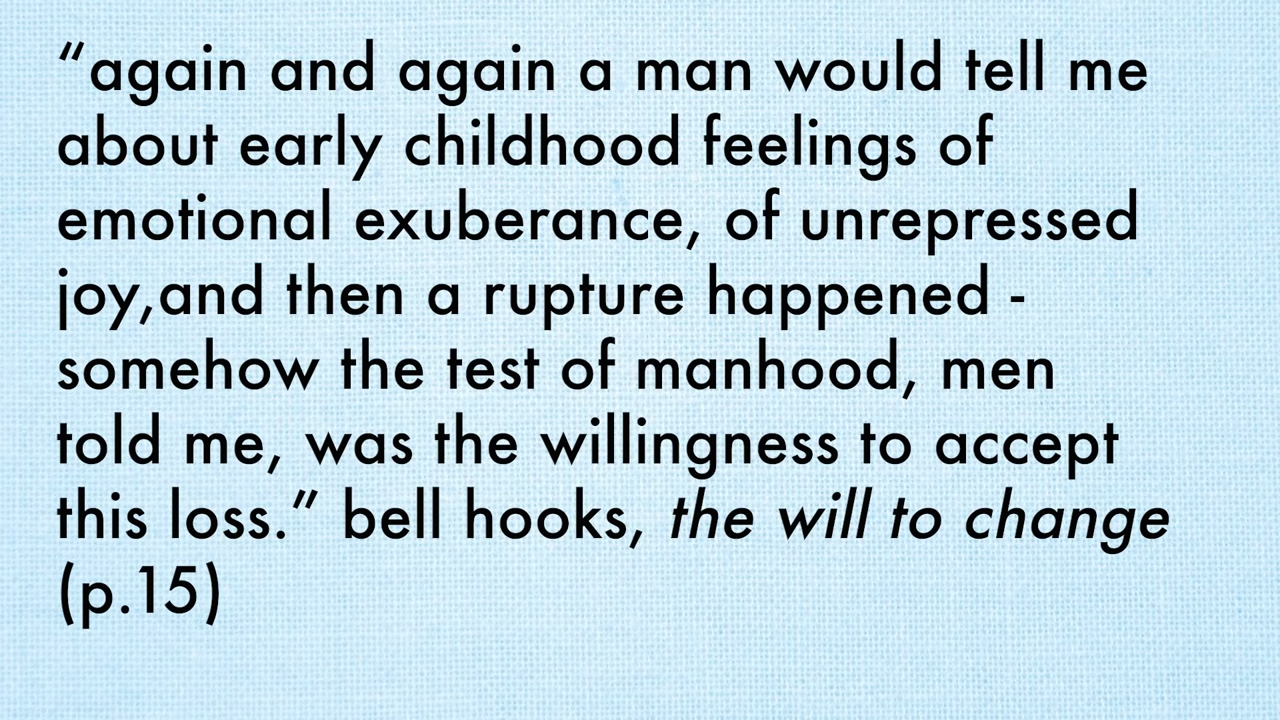 “again and again a man would tell me
about early childhood feelings of
emotional exuberance, of unrepressed
joy,and then a rupture happened -
somehow the test of manhood, men
told me, was the willingness to accept
this loss.” bell hooks, the will to change
(p.15)